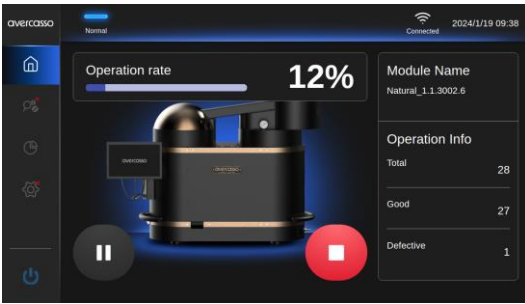 avercasso
Normal
Connected
2024/1/19 09:38
Operation rate
12%
Module Name
Natural_1.1.3002.6
Operation Info
Total
28
Good
27
Defective
1
avercasso
avercasso